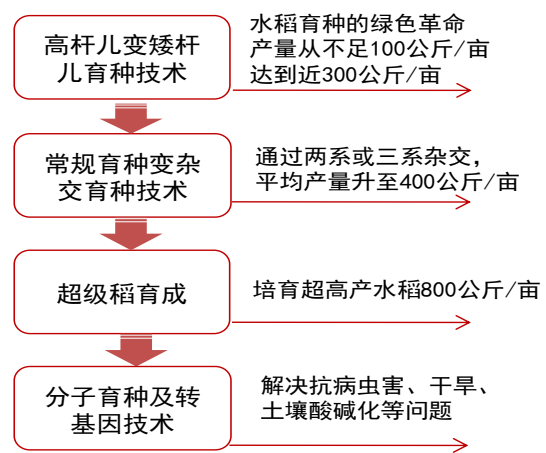 高杆儿变矮杆
儿育种技术
水稻育种的绿色革命
产量从不足100公斤/亩
达到近300公斤/亩
常规育种变杂
交育种技术
通过两系或三系杂交，
平均产量升至400公斤/亩
超级稻育成
培育超高产水稻800公斤/亩
分子育种及转
基因技术
解决抗病虫害、干旱、
土壤酸碱化等问题